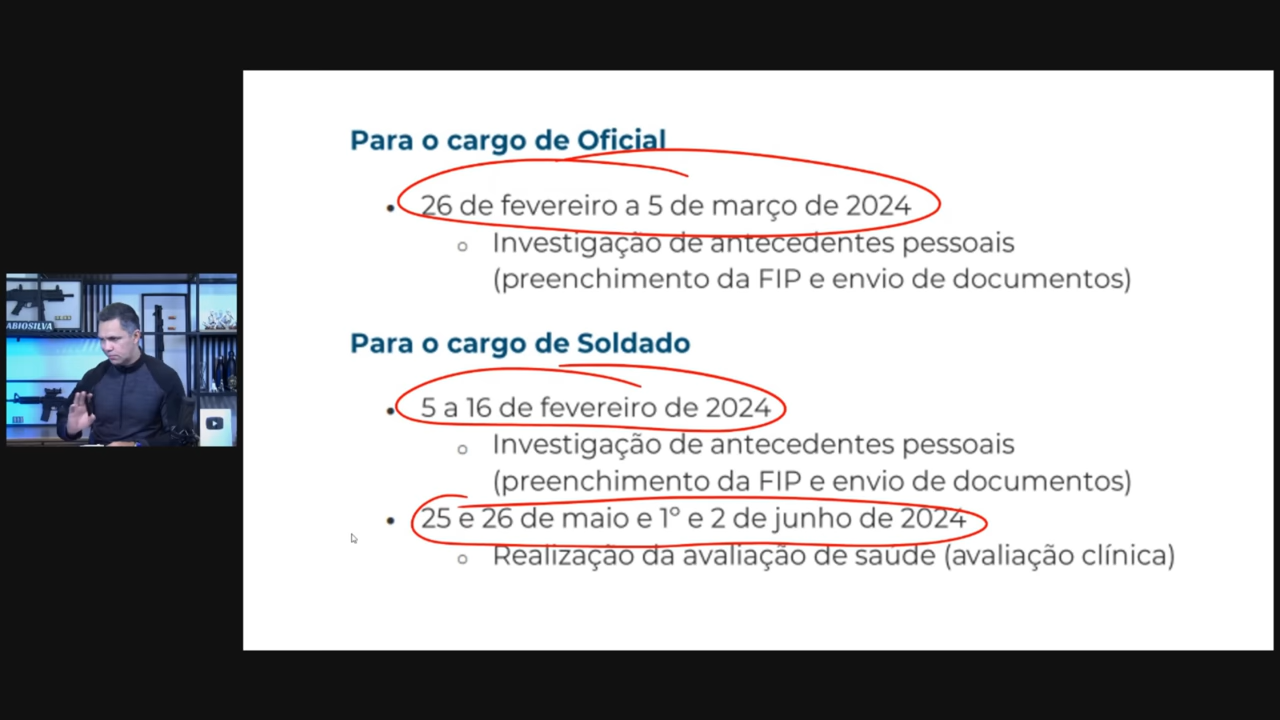 Para o cargo de Oficial
26 de fevereiro a 5 de março de 2024
Investigação de antecedentes pessoais
(preenchimento da FIP e envio de documentos)
Para o cargo de Soldado
5 a 16 de fevereiro de 2024
Investigação de antecedentes pessoais
(preenchimento da FIP e envio de documentos)
25 e 26 de maio e 1º e 2 de junho de 2024
Realização da avaliação de saúde (avaliação clínica)
ABIOSILVA